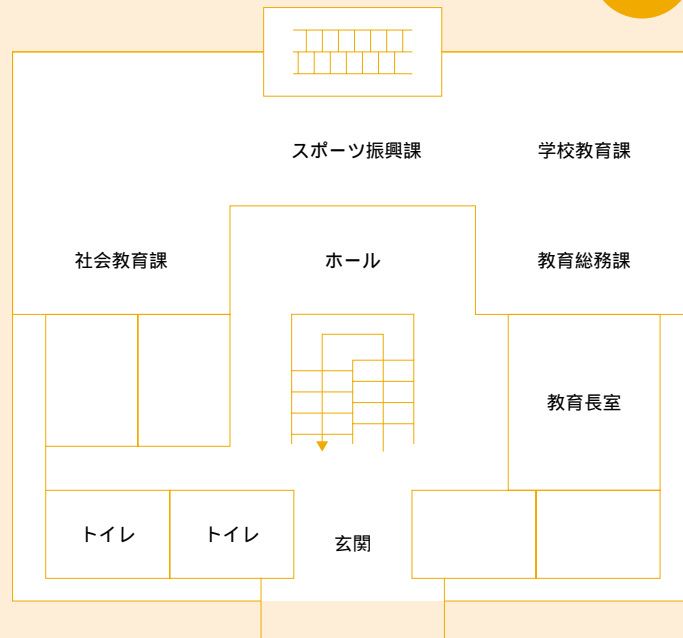 スポーツ振興課
学校教育課
社会教育課
ホール
教育総務課
教育長室
トイレ
トイレ
玄関